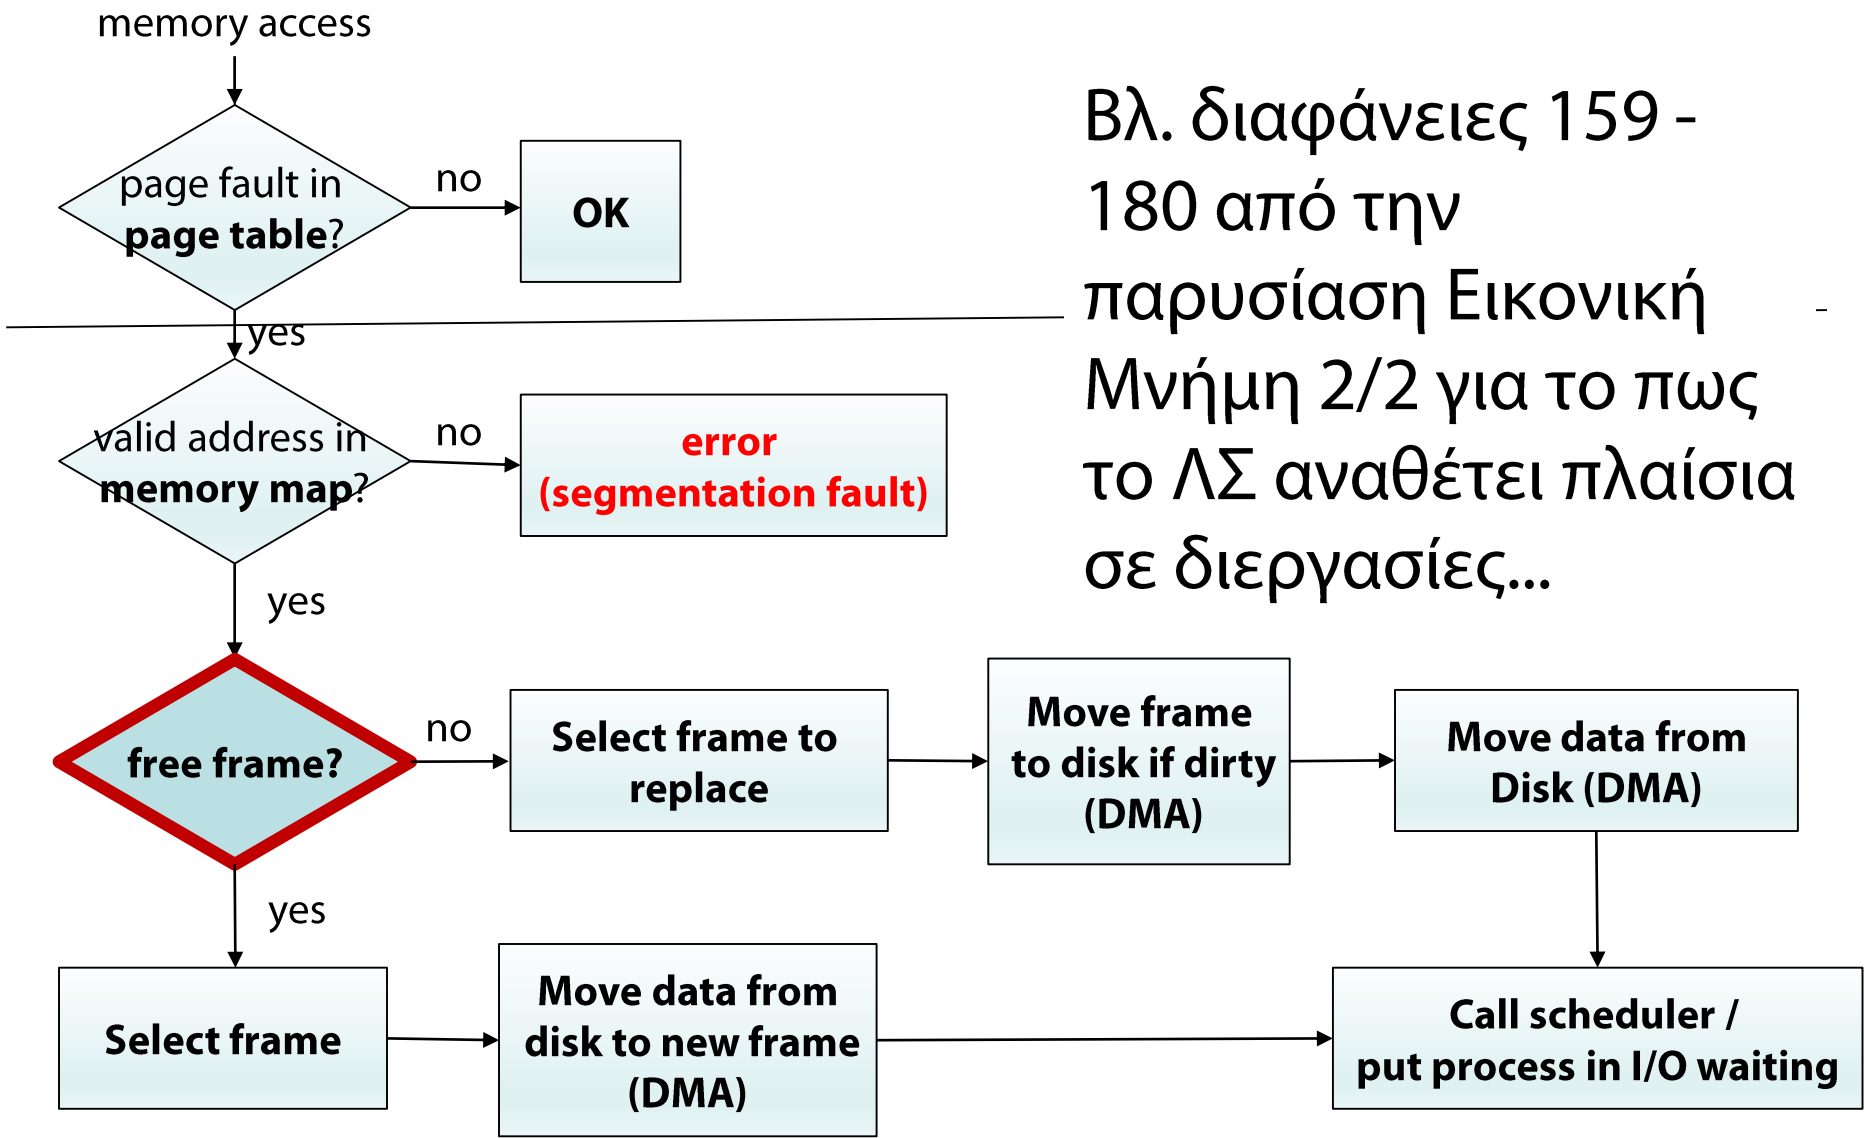 memory access
page fault in
page table?
no
OK
Βλ. διαφάνειες 159 -
180 από την
παρυσίαση Εικονική
Μνήμη 2/2 για το πως
το ΛΣ αναθέτει πλαίσια
σε διεργασίες...
yes
valid address in
memory map?
no
error
(segmentation fault)
yes
free frame?
no
Select frame to
replace
Move frame
to disk if dirty
(DMA)
Move data from
Disk (DMA)
yes
Select frame
Move data from
disk to new frame
(DMA)
Call scheduler /
put process in I/O waiting